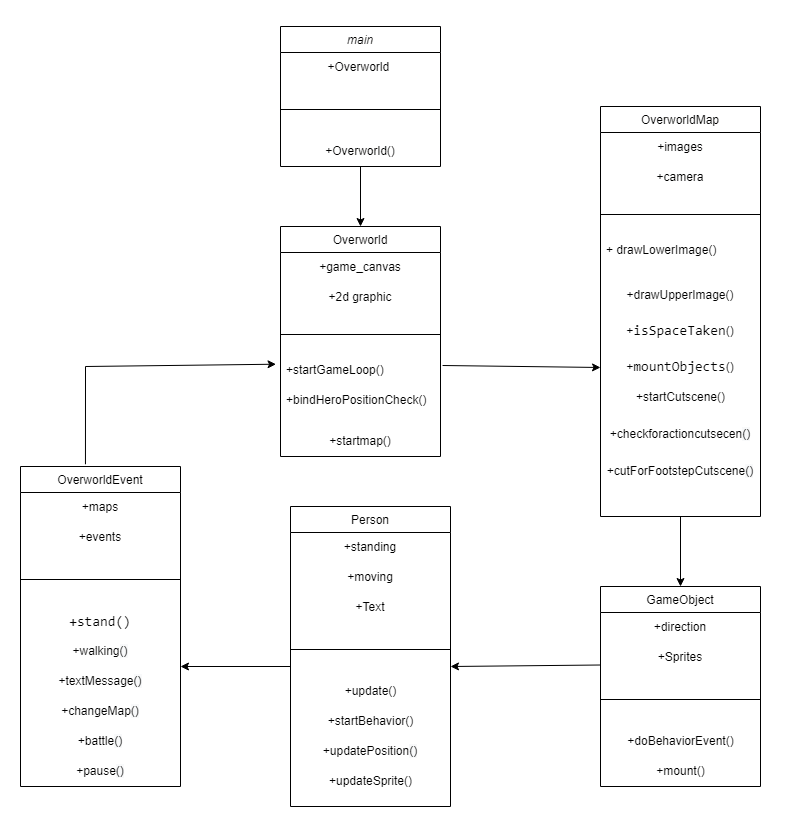 main
+Overworld
+Overworld()
Overworld
+game_canvas
+2d graphic
+startGameLoop()
+bindHeroPositionCheck()
+startmap()
OverworldMap
+images
+camera
+ drawLowerImage()
+drawUpperImage()
+isSpaceTaken()
+mountObjects()
+startCutscene()
+checkforactioncutsecen()
+cutForFootstepCutscene()
OverworldEvent
+maps
+events
+stand()
+walking()
+textMessage()
+changeMap()
+battle()
+pause()
Person
+standing
+moving
+Text
+update()
+startBehavior()
+updatePosition()
+updateSprite()
GameObject
+direction
+Sprites
+doBehaviorEvent()
+mount()